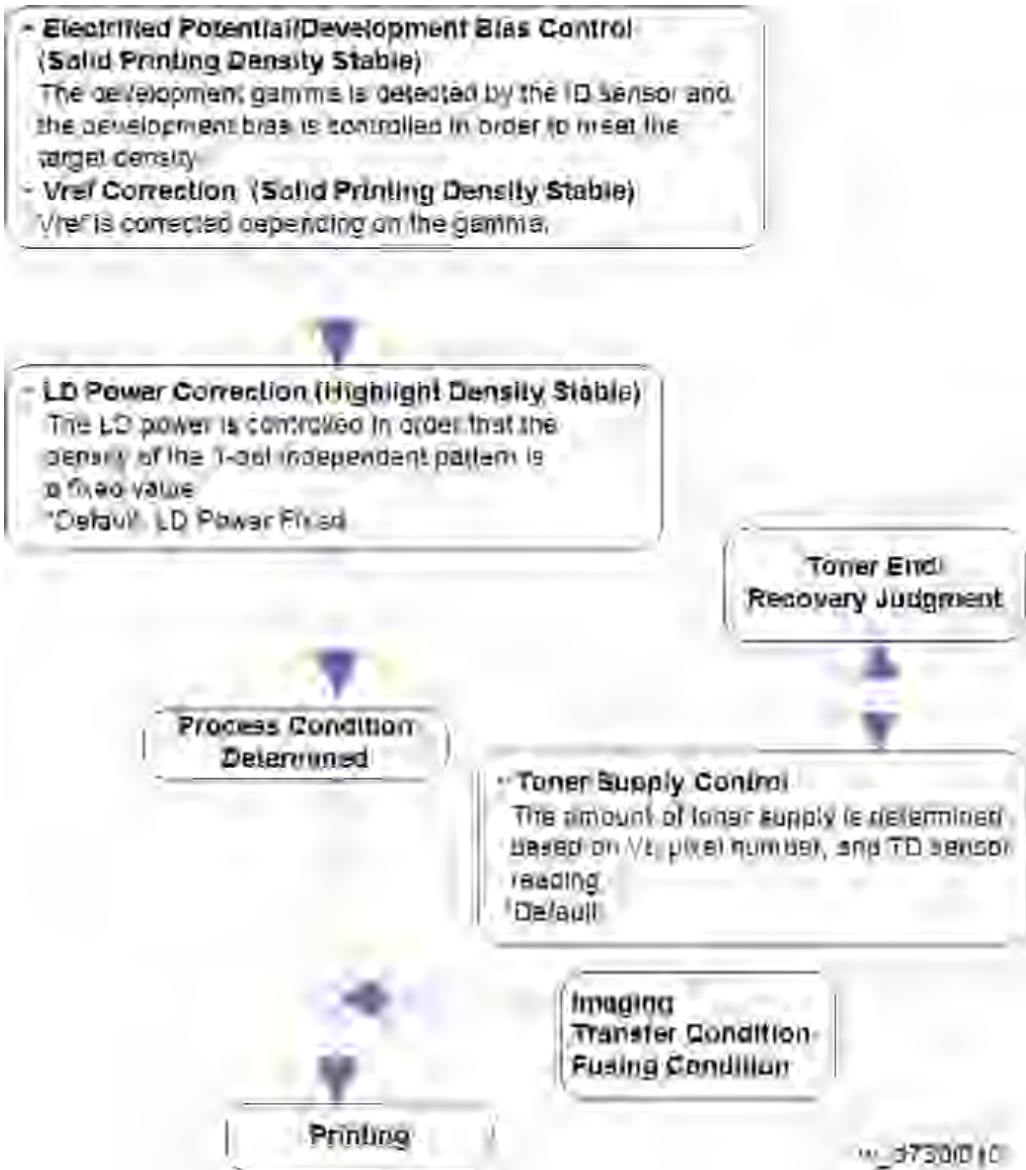 - Electrified Potential/Development Bias Control
(Solid Printing Density Stable)
The development gamma is detected by the ID sensor and
the development bias is controlled in order to meet the
target density.
- Vref Correction (Solid Printing Density Stable)
Vref is corrected depending on the gamma.
- LD Power Correction (Highlight Density Stable)
The LD power is controlled in order that the
density of the 1-dot independent pattern is
a fixed value
*Default: LD Power Fixed
Toner End/
Recovery Judgment
Process Condition
Determined
- Toner Supply Control
The amount of toner supply is determined
based on Vt, pixel number, and TD sensor
reading
*Default
Imaging
Transfer Condition
Fusing Condition
Printing